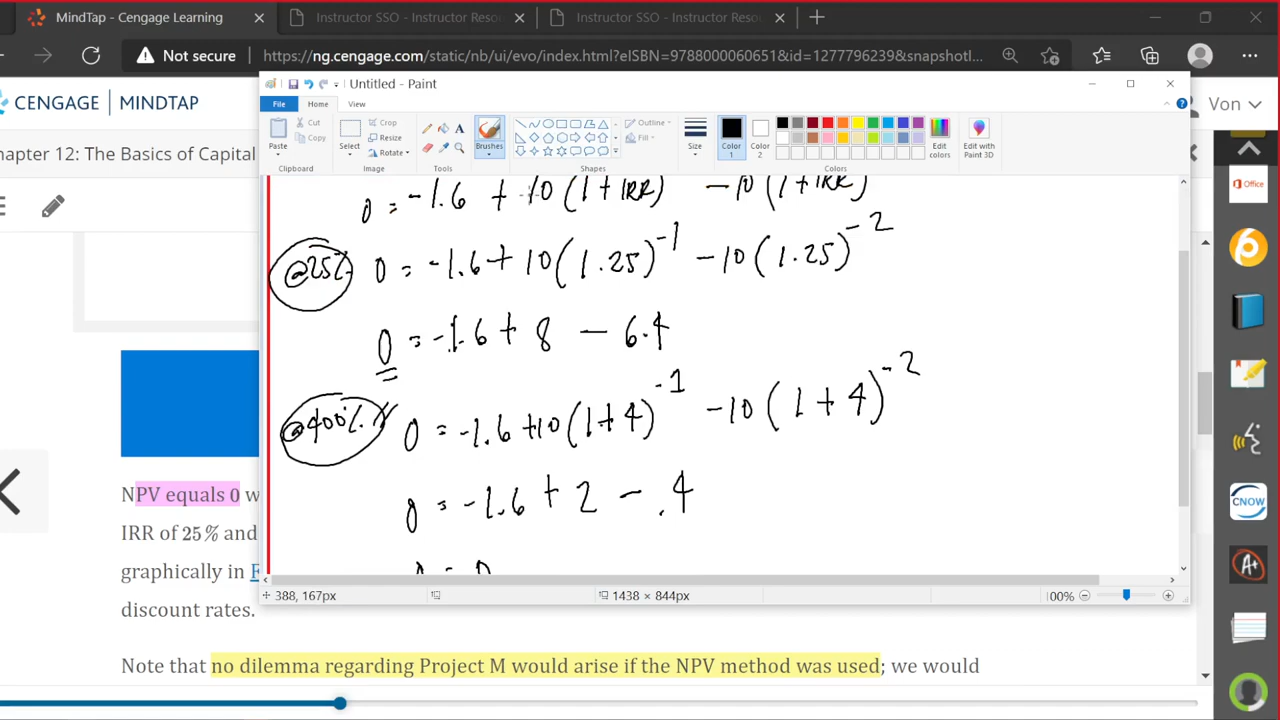 MindTap - Cengage Learning
Instructor SSO - Instructor Resou
Instructor SSO - Instructor Resou
Not secure
https://ng.cengage.com/static/nb/ui/evo/index.html?eISBN=9788000060651&id=1277796239&snapshotI...
CENGAGE MINDTAP
Von
hapter 12: The Basics of Capital
Untitled - Paint
File Home View
Paste
Select
Crop
Resize
Rotate
Cut
Copy
Brushes
Outline
Fill
Size
Color 1
Color 2
Edit colors
Edit with Paint 3D
Clipboard
Image
Tools
Shapes
Colors
0 = -1.6 + 10 (1 + IRR) - 10 (1 + IRR)
@25% 0 = -1.6 + 10 (1.25)^-1 - 10 (1.25)^-2
0 = -1.6 + 8 - 6.4
@400% 0 = -1.6 + 10 (1 + 4)^-1 - 10 (1 + 4)^-2
0 = -1.6 + 2 - .4
0 = 0
388, 167px
1438 × 844px
100%
NPV equals 0 w
IRR of 25% and
graphically in F
discount rates.
Note that no dilemma regarding Project M would arise if the NPV method was used; we would
Office
CNOW
A+